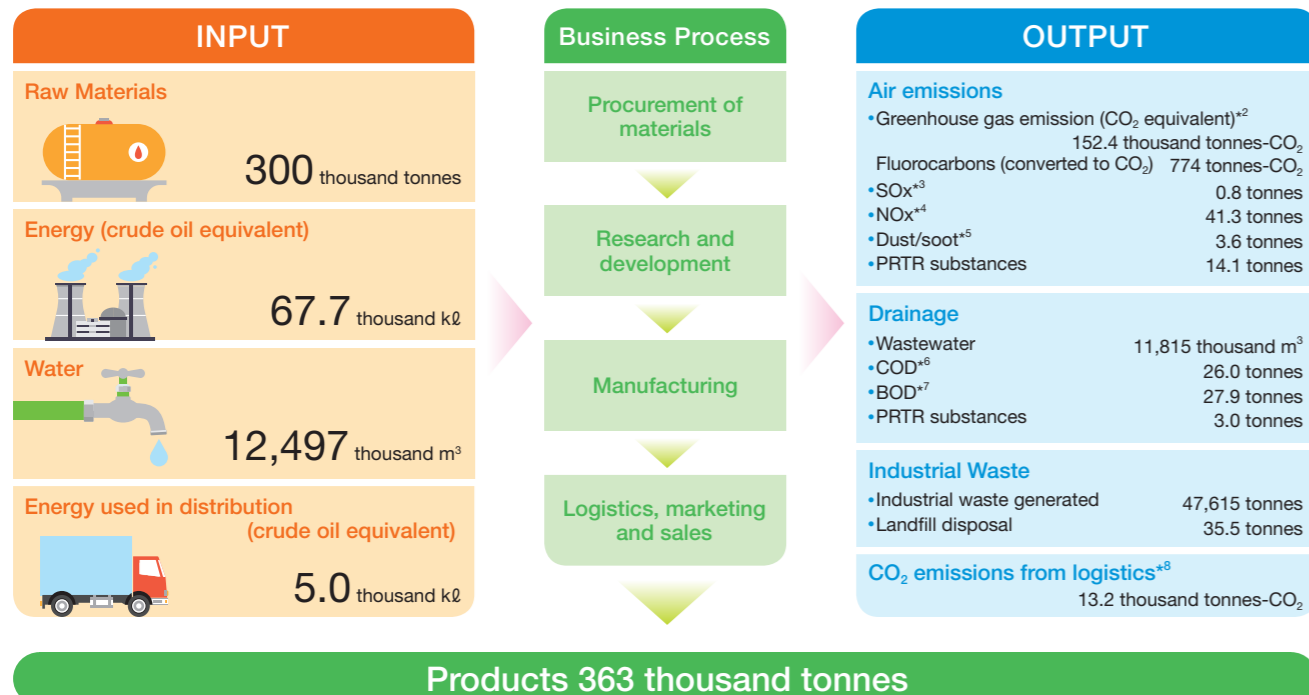 INPUT
Raw Materials
300 thousand tonnes
Energy (crude oil equivalent)
67.7 thousand kℓ
Water
12,497 thousand m³
Energy used in distribution
(crude oil equivalent)
5.0 thousand kℓ
Business Process
Procurement of
materials
Research and
development
Manufacturing
Logistics, marketing
and sales
OUTPUT
Air emissions
•Greenhouse gas emission (CO₂ equivalent)*²
152.4 thousand tonnes-CO₂
Fluorocarbons (converted to CO₂) 774 tonnes-CO₂
•SOx*³ 0.8 tonnes
•NOx*⁴ 41.3 tonnes
•Dust/soot*⁵ 3.6 tonnes
•PRTR substances 14.1 tonnes
Drainage
•Wastewater 11,815 thousand m³
•COD*⁶ 26.0 tonnes
•BOD*⁷ 27.9 tonnes
•PRTR substances 3.0 tonnes
Industrial Waste
•Industrial waste generated 47,615 tonnes
•Landfill disposal 35.5 tonnes
CO₂ emissions from logistics*⁸
13.2 thousand tonnes-CO₂
Products 363 thousand tonnes